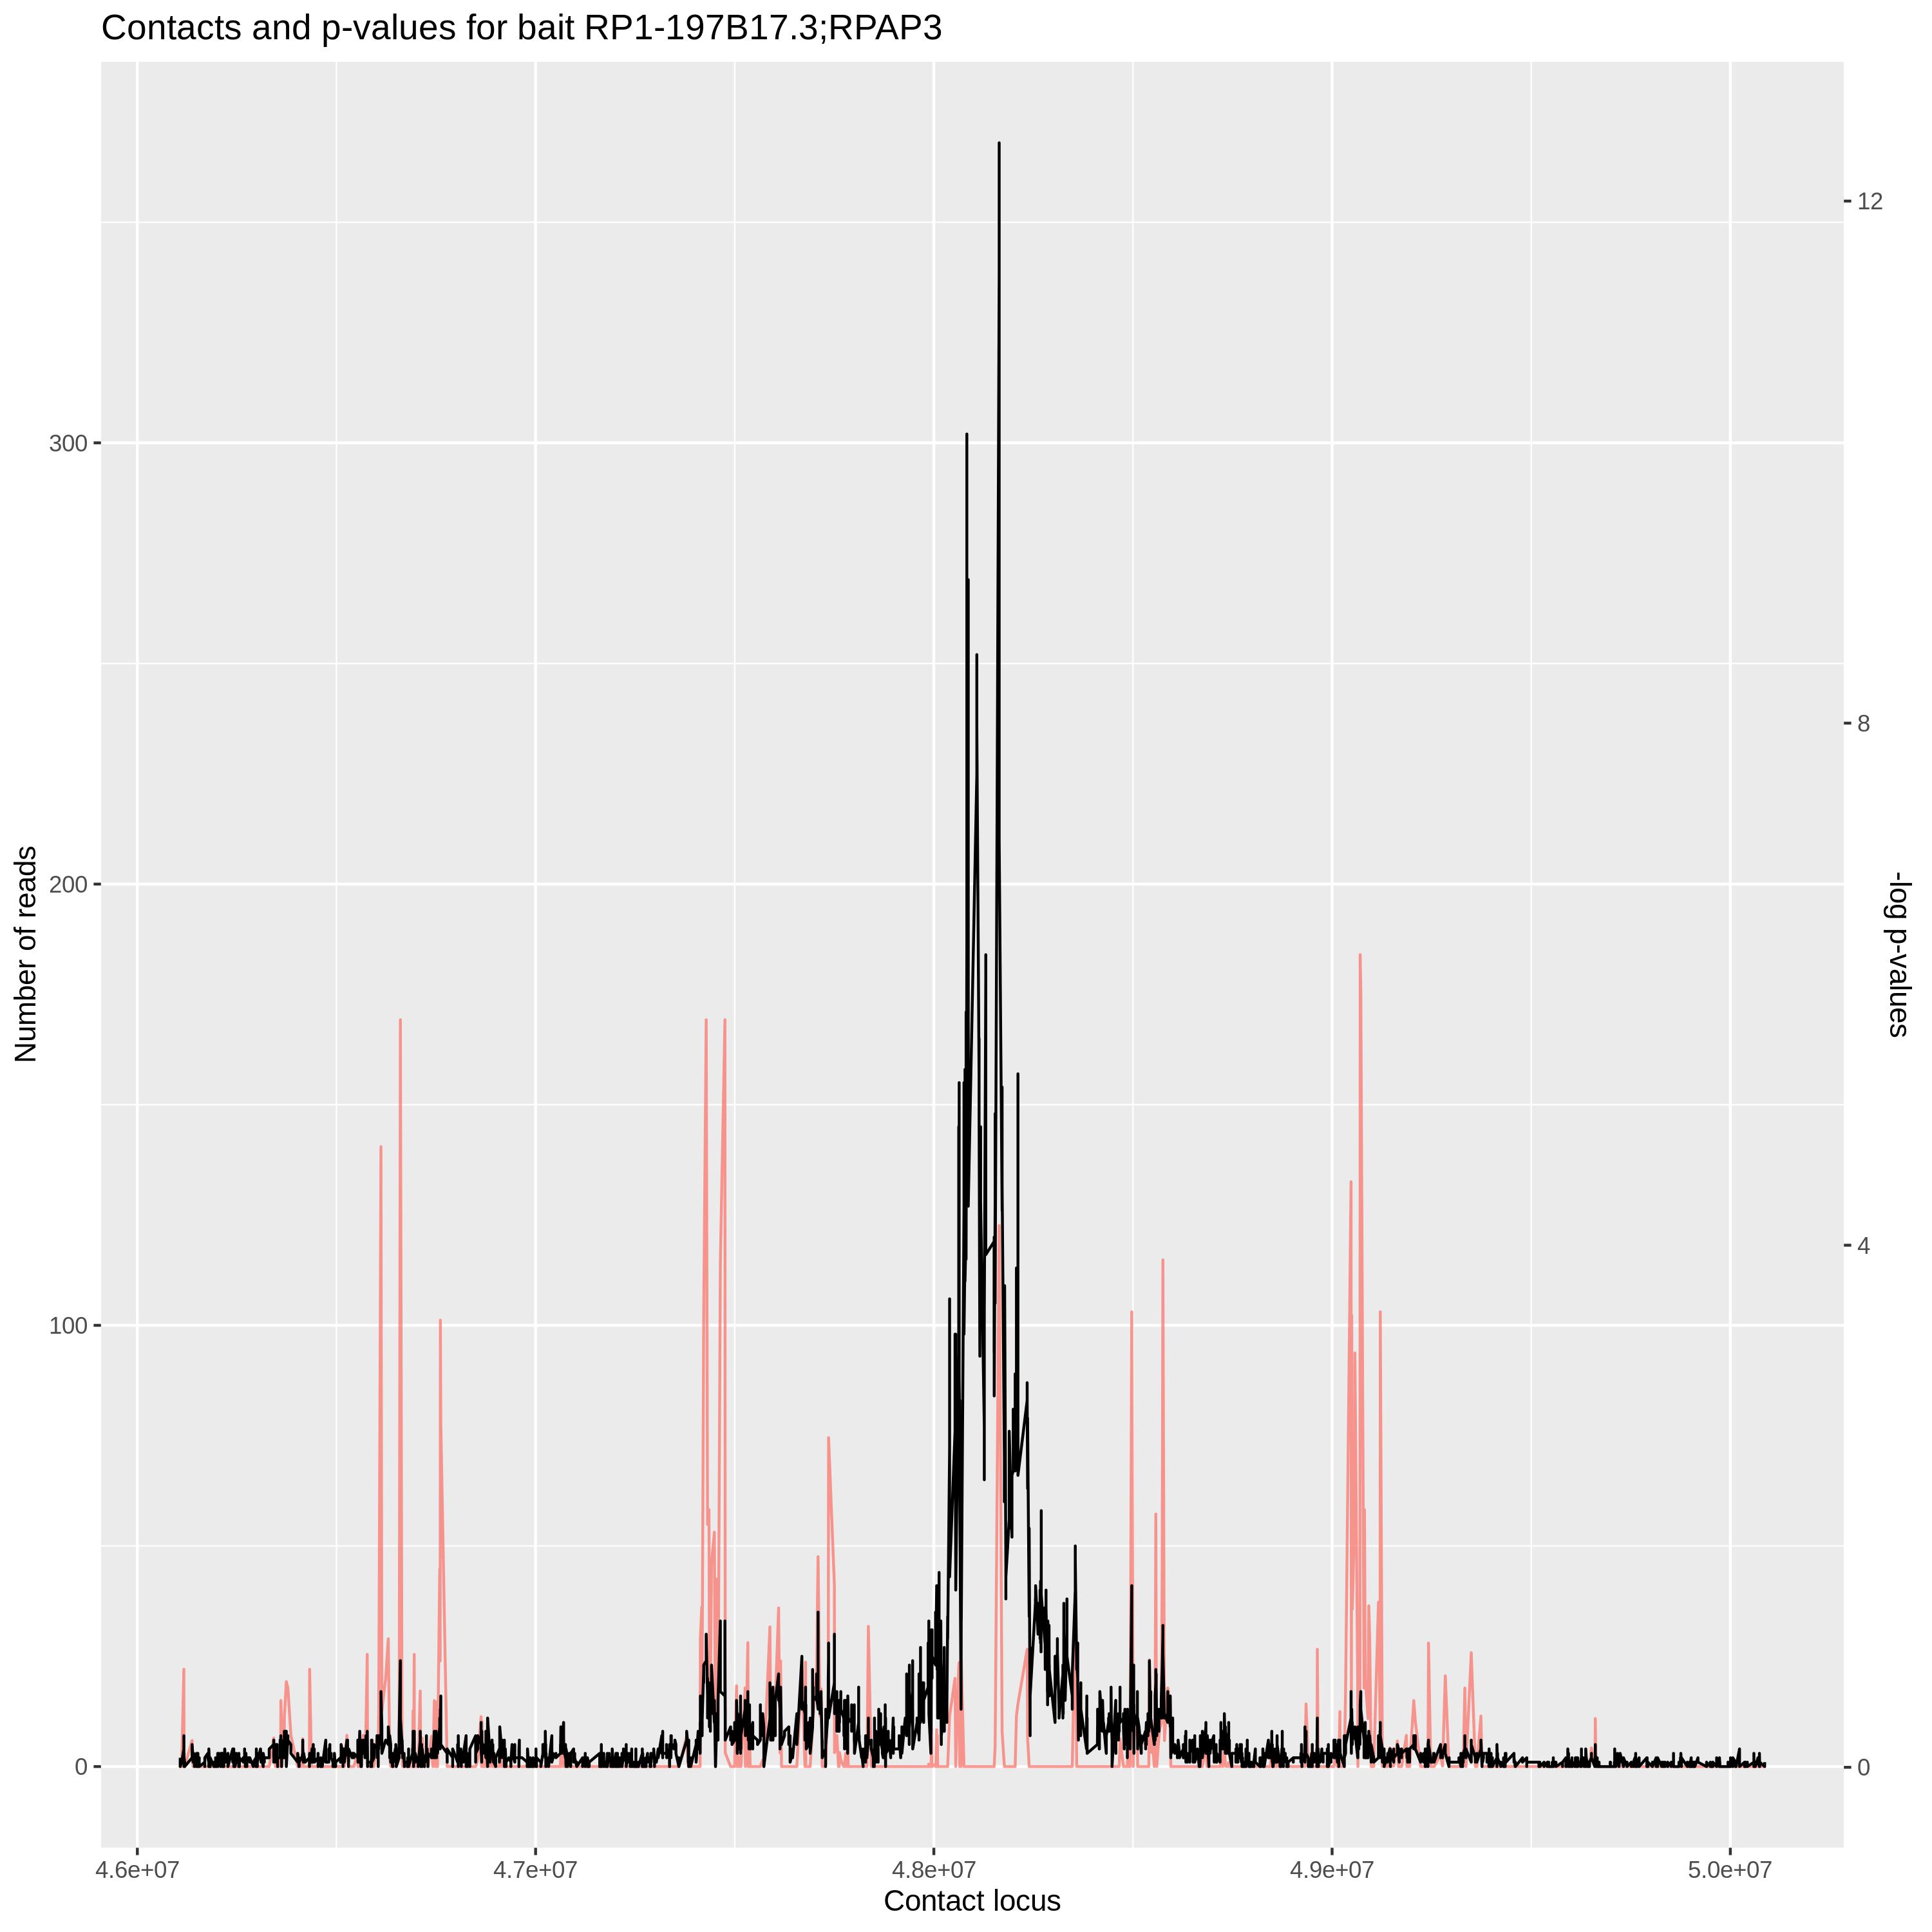 Contacts and p-values for bait RP1-197B17.3;RPAP3
Number of reads
300
200
100
0
12
8
4
0
-log p-values
4.6e+07 4.7e+07 4.8e+07 4.9e+07 5.0e+07
Contact locus